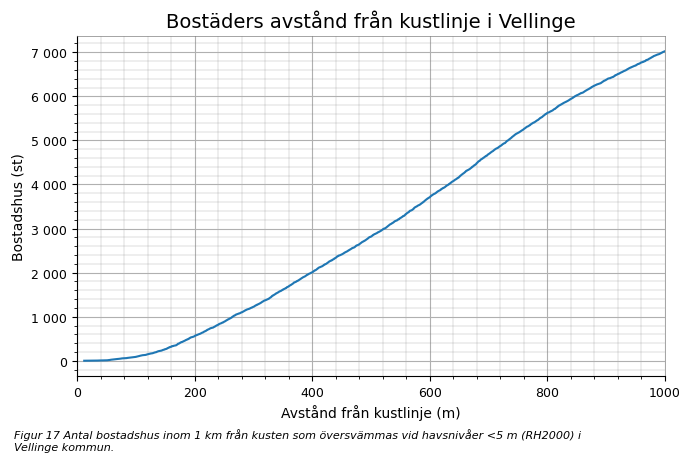 Bostäders avstånd från kustlinje i Vellinge
Bostadshus (st)
7 000
6 000
5 000
4 000
3 000
2 000
1 000
0
0 200 400 600 800 1000
Avstånd från kustlinje (m)
Figur 17 Antal bostadshus inom 1 km från kusten som översvämmas vid havsnivåer <5 m (RH2000) i
Vellinge kommun.